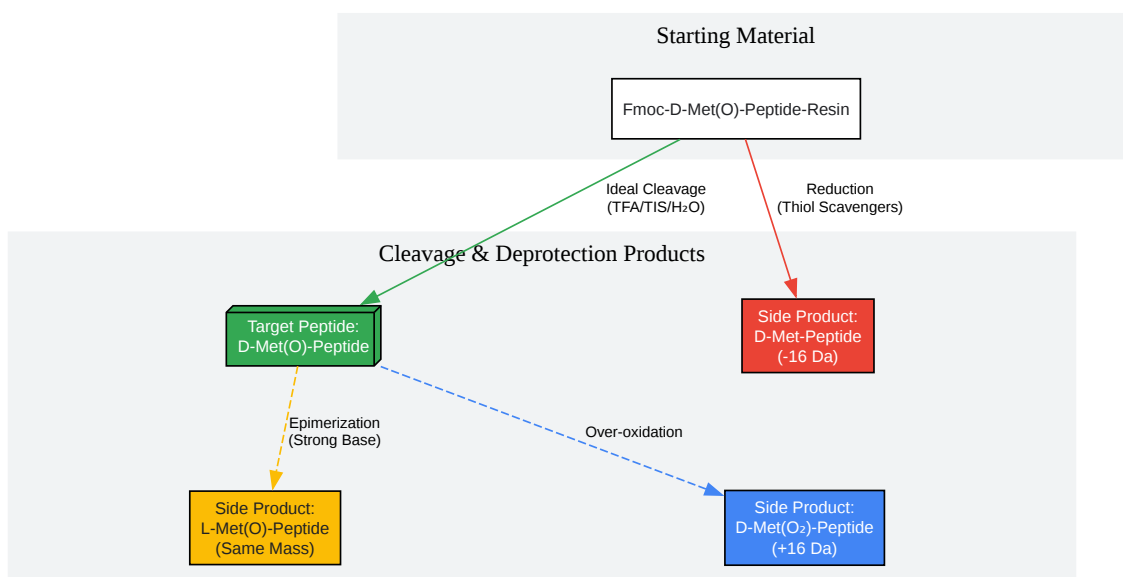 Starting Material
Fmoc-D-Met(O)-Peptide-Resin
Ideal Cleavage
(TFA/TIS/H₂O)
Reduction
(Thiol Scavengers)
Cleavage & Deprotection Products
Target Peptide:
D-Met(O)-Peptide
Side Product:
D-Met-Peptide
(-16 Da)
Epimerization
(Strong Base)
Over-oxidation
Side Product:
L-Met(O)-Peptide
(Same Mass)
Side Product:
D-Met(O₂)-Peptide
(+16 Da)